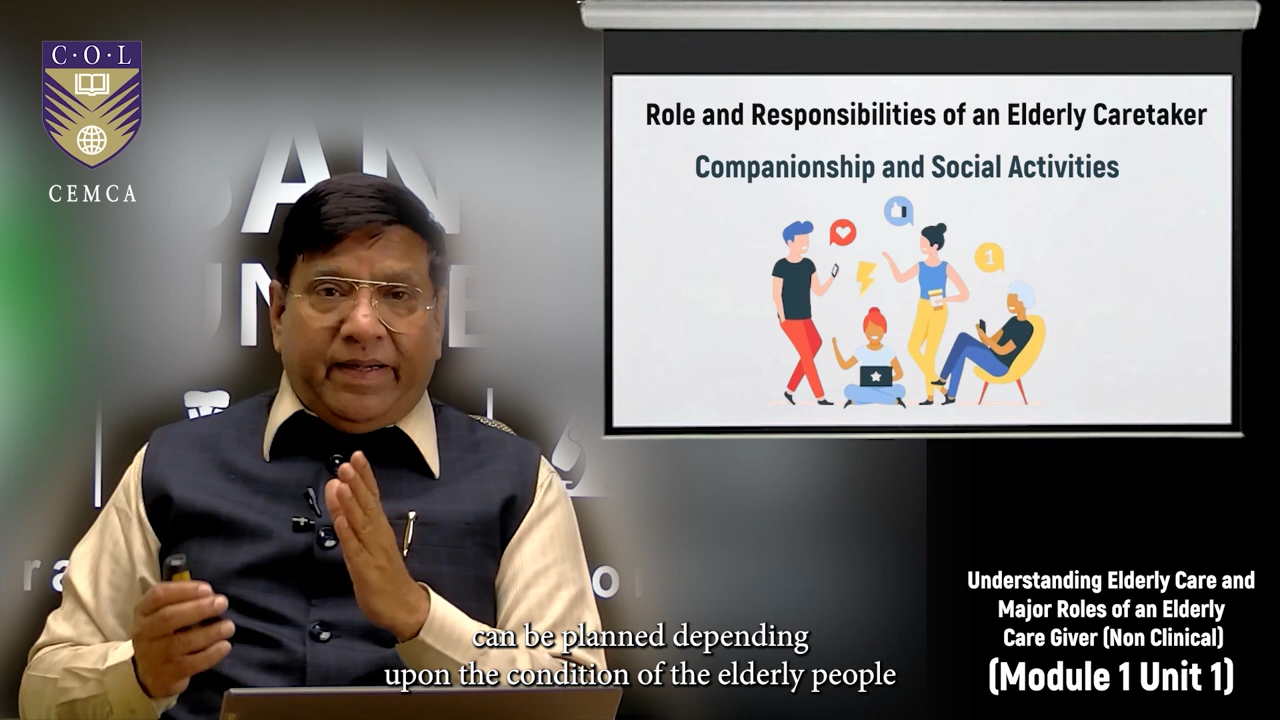 C·O·L
CEMCA
Role and Responsibilities of an Elderly Caretaker
Companionship and Social Activities
1
can be planned depending
upon the condition of the elderly people
Understanding Elderly Care and
Major Roles of an Elderly
Care Giver (Non Clinical)
(Module 1 Unit 1)